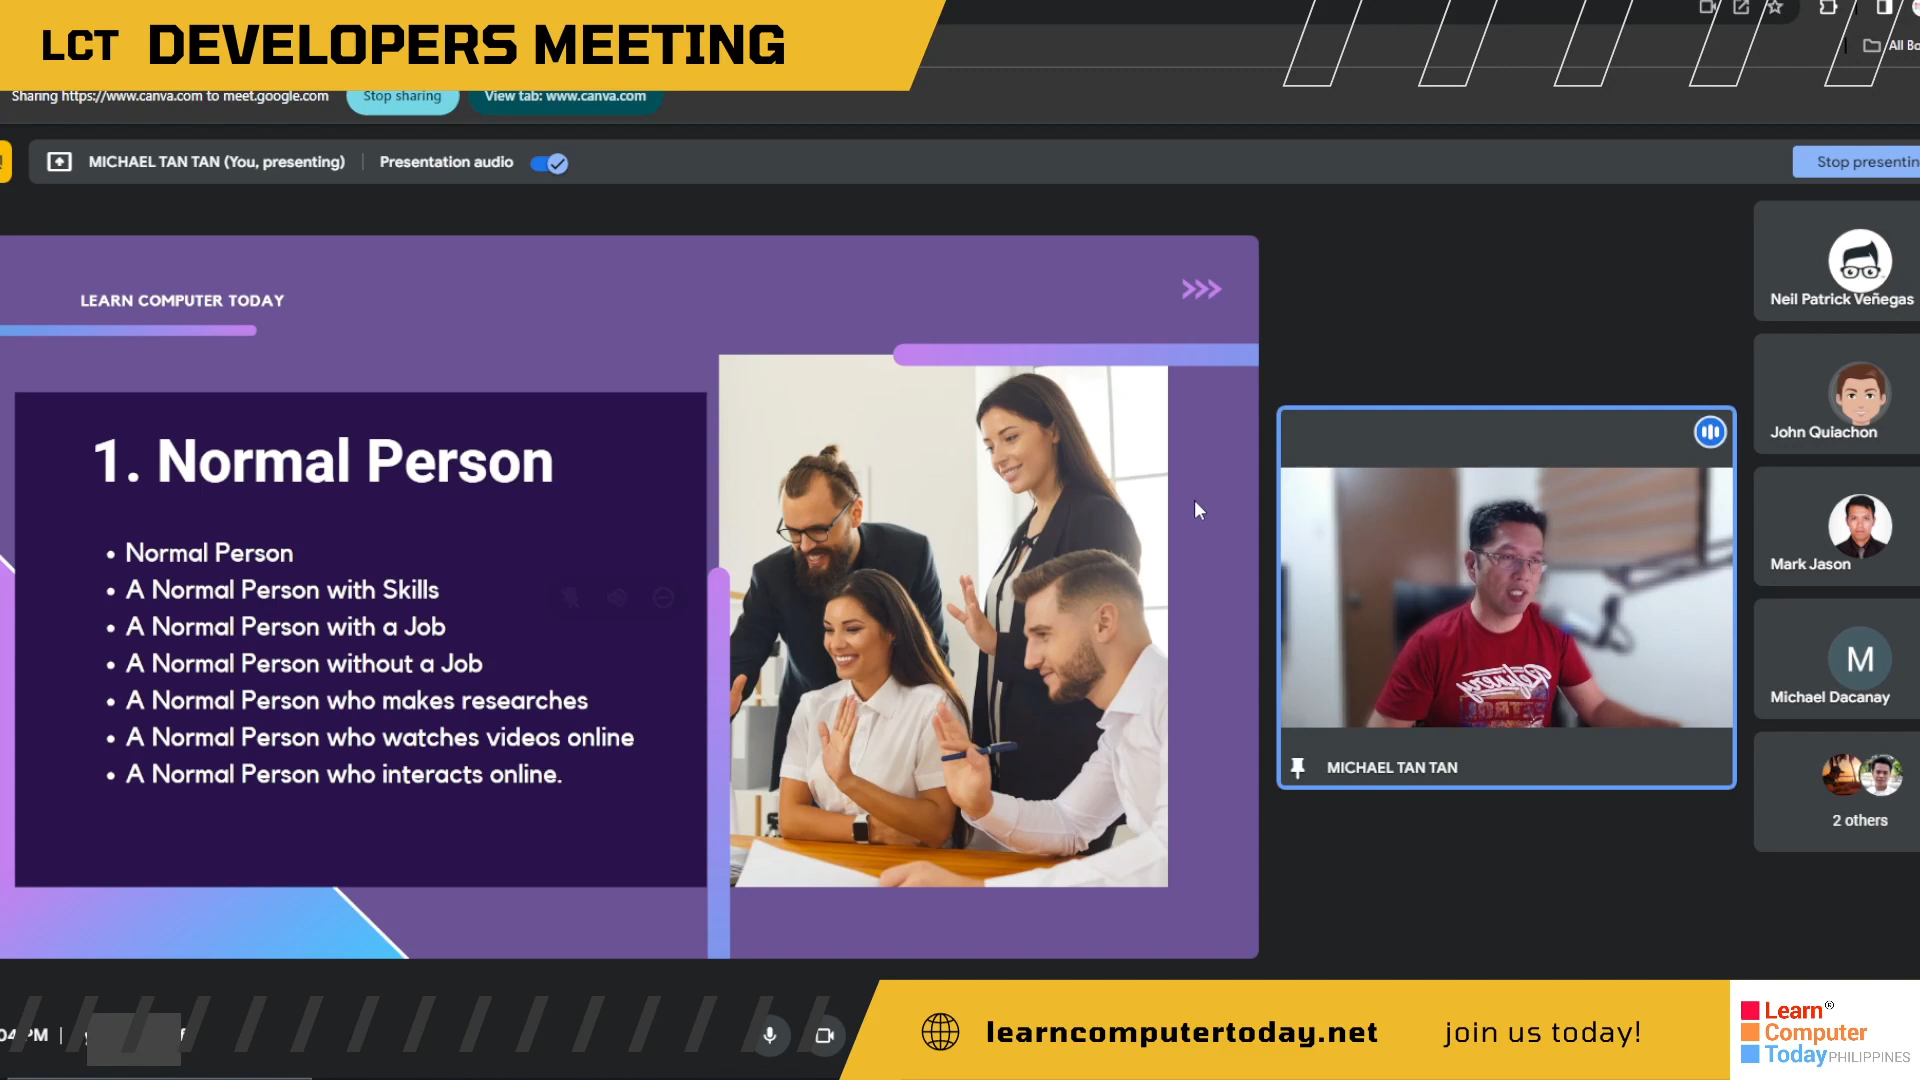 LCT DEVELOPERS MEETING
All Bo
Sharing https://www.canva.com to meet.google.com
Stop sharing
View tab: www.canva.com
MICHAEL TAN TAN (You, presenting)
Presentation audio
Stop presentin
LEARN COMPUTER TODAY
1. Normal Person
• Normal Person
• A Normal Person with Skills
• A Normal Person with a Job
• A Normal Person without a Job
• A Normal Person who makes researches
• A Normal Person who watches videos online
• A Normal Person who interacts online.
MICHAEL TAN TAN
Neil Patrick Veñegas
John Quiachon
Mark Jason
M
Michael Dacanay
2 others
PM
learncomputertoday.net
join us today!
Learn®
Computer
Today PHILIPPINES